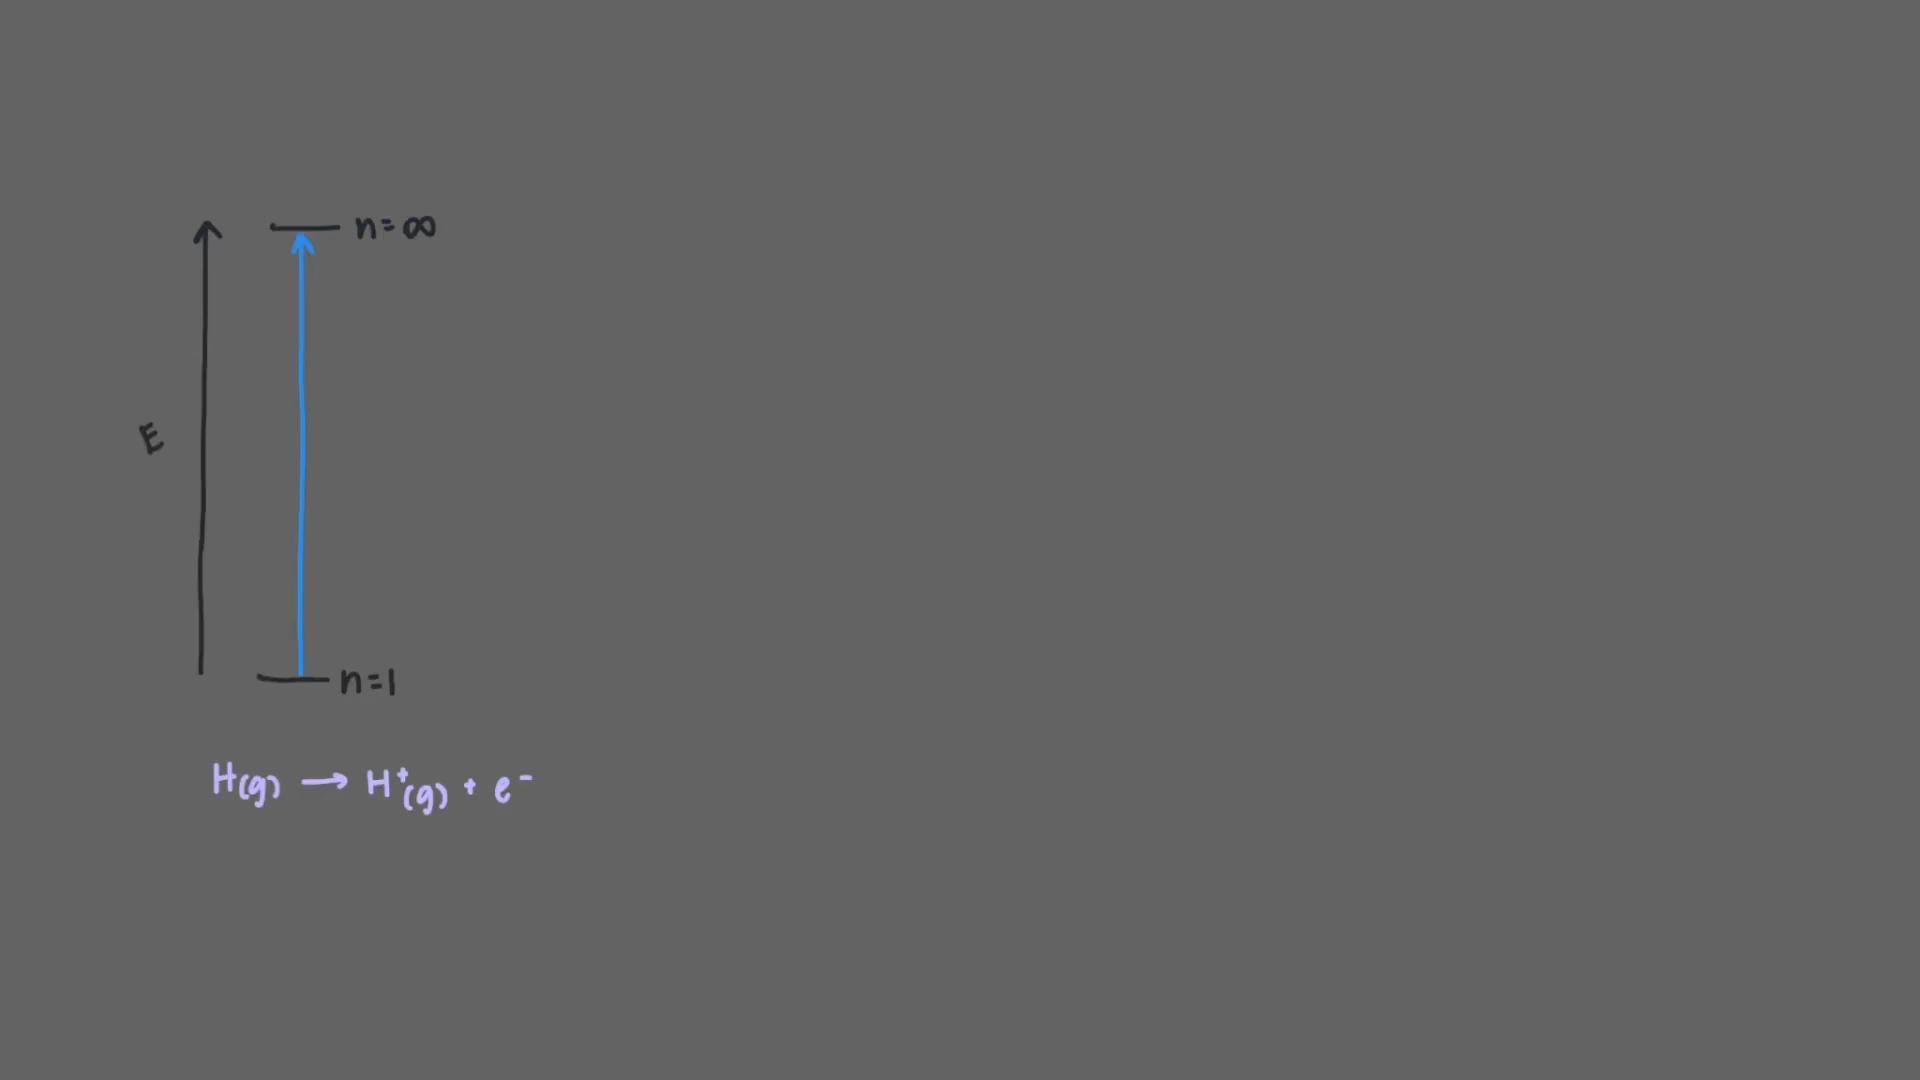 n=∞
E
n=1
H(g) → H⁺(g) + e⁻